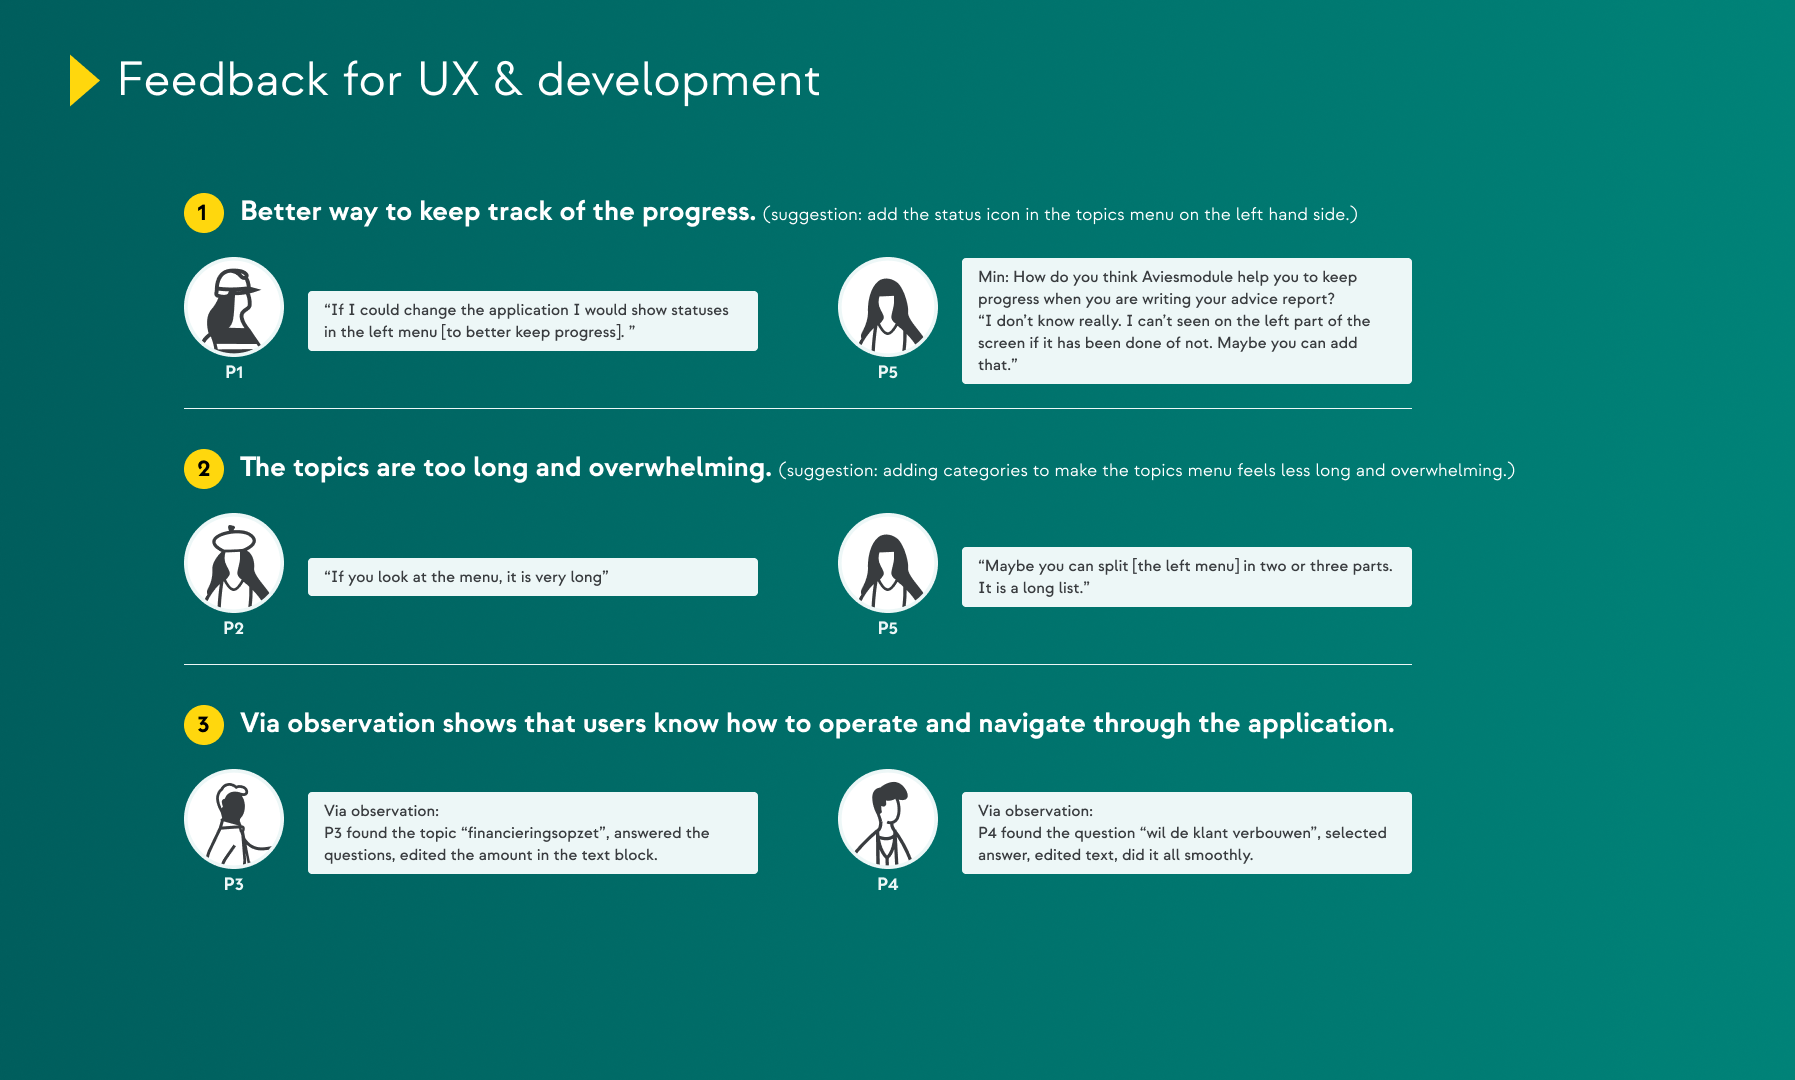 Feedback for UX & development
1 Better way to keep track of the progress. (suggestion: add the status icon in the topics menu on the left hand side.)
“If I could change the application I would show statuses
in the left menu [to better keep progress]. ”
P1
Min: How do you think Aviesmodule help you to keep
progress when you are writing your advice report?
“I don’t know really. I can’t seen on the left part of the
screen if it has been done of not. Maybe you can add
that.”
P5
2 The topics are too long and overwhelming. (suggestion: adding categories to make the topics menu feels less long and overwhelming.)
“If you look at the menu, it is very long”
P2
“Maybe you can split [the left menu] in two or three parts.
It is a long list.”
P5
3 Via observation shows that users know how to operate and navigate through the application.
Via observation:
P3 found the topic “financieringsopzet”, answered the
questions, edited the amount in the text block.
P3
Via observation:
P4 found the question “wil de klant verbouwen”, selected
answer, edited text, did it all smoothly.
P4